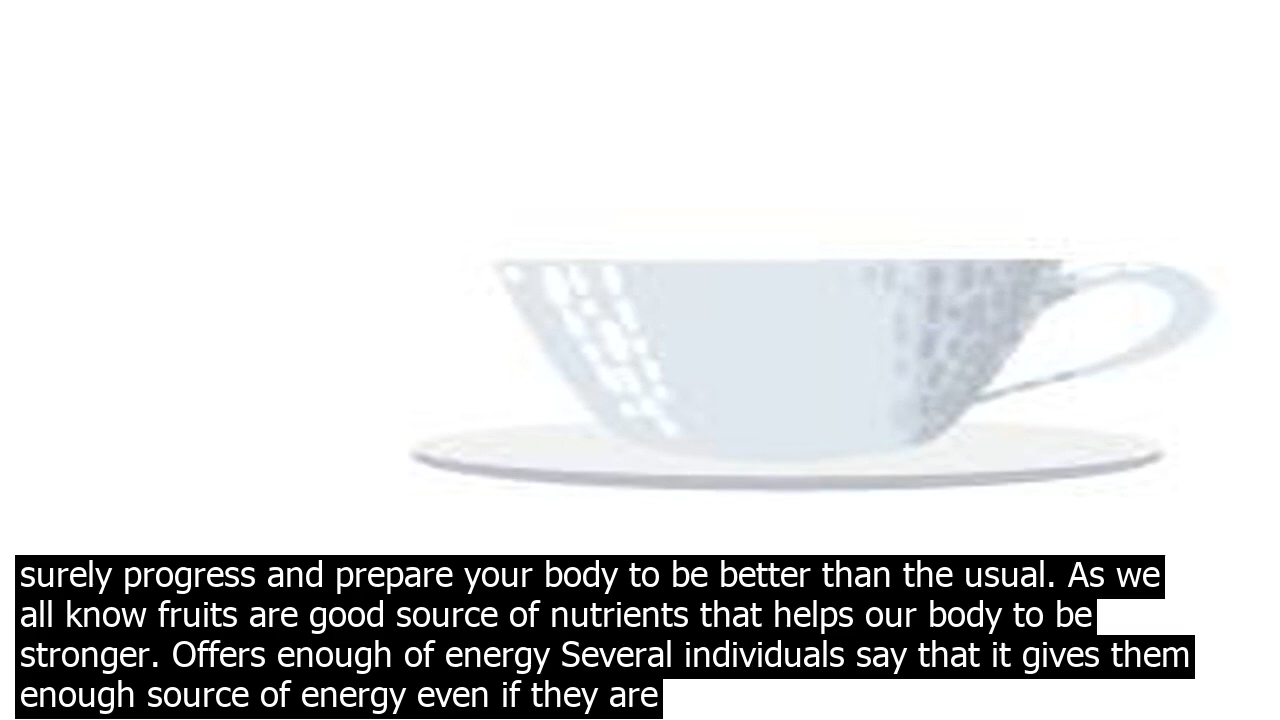 surely progress and prepare your body to be better than the usual. As we
all know fruits are good source of nutrients that helps our body to be
stronger. Offers enough of energy Several individuals say that it gives them
enough source of energy even if they are